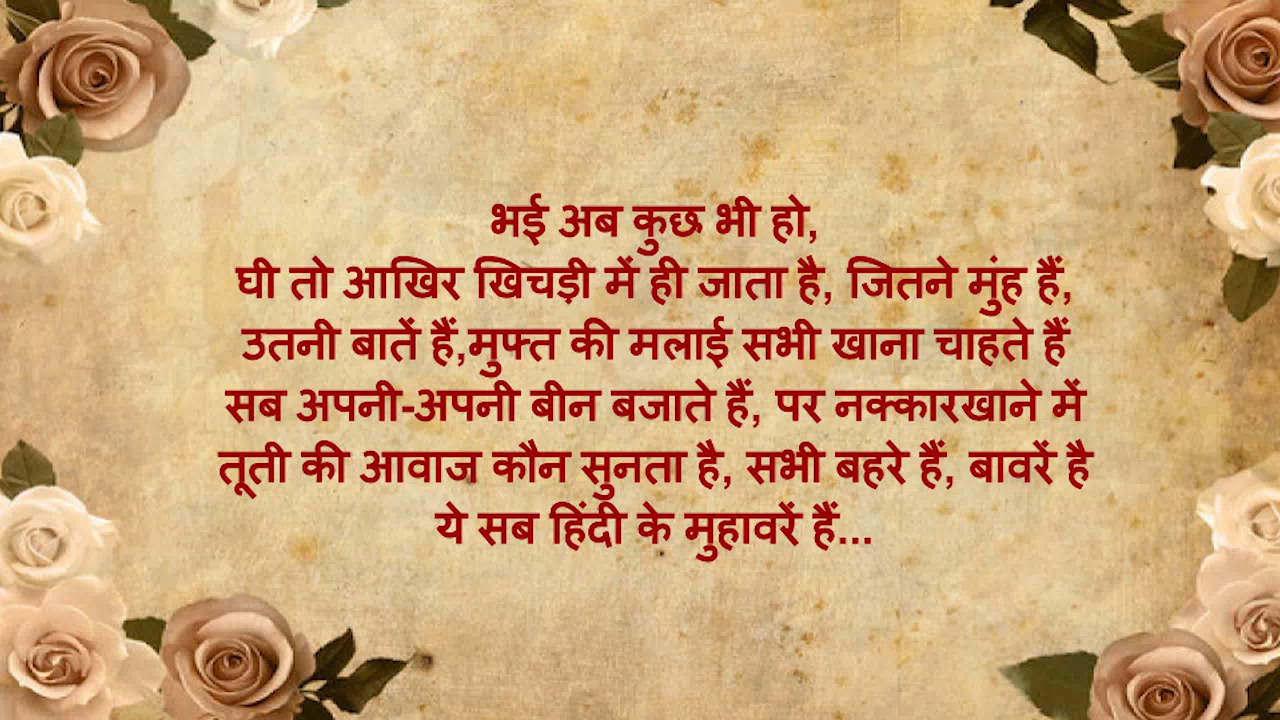 भई अब कुछ भी हो,
घी तो आखिर खिचड़ी में ही जाता है, जितने मुंह हैं,
उतनी बातें हैं,मुफ्त की मलाई सभी खाना चाहते हैं
सब अपनी-अपनी बीन बजाते हैं, पर नक्कारखाने में
तूती की आवाज कौन सुनता है, सभी बहरे हैं, बावरें है
ये सब हिंदी के मुहावरें हैं...